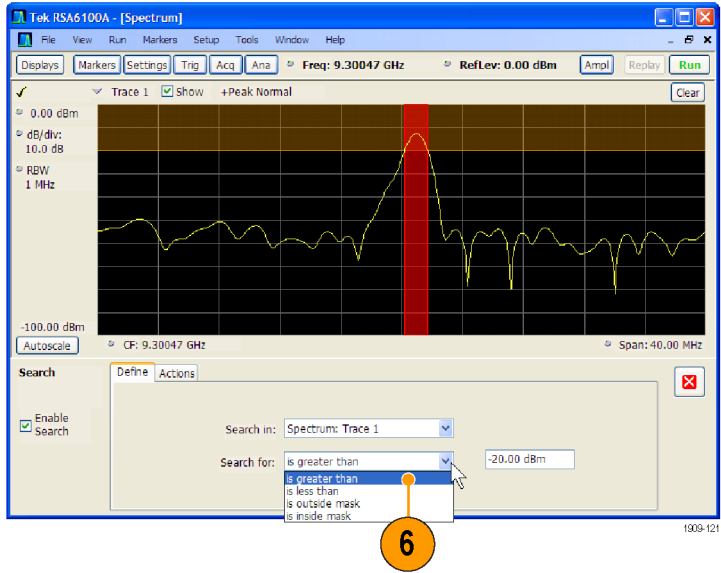 Tek RSA6100A - [Spectrum]
File View Run Markers Setup Tools Window Help
Displays Markers Settings Trig Acq Ana Freq: 9.30047 GHz RefLev: 0.00 dBm Ampl Replay Run
Trace 1 Show +Peak Normal Clear
0.00 dBm
dB/div:
10.0 dB
RBW
1 MHz
-100.00 dBm
Autoscale CF: 9.30047 GHz Span: 40.00 MHz
Search Define Actions
Enable
Search
Search in: Spectrum: Trace 1
Search for: is greater than -20.00 dBm
is greater than
is less than
is outside mask
is inside mask
6
1909-121